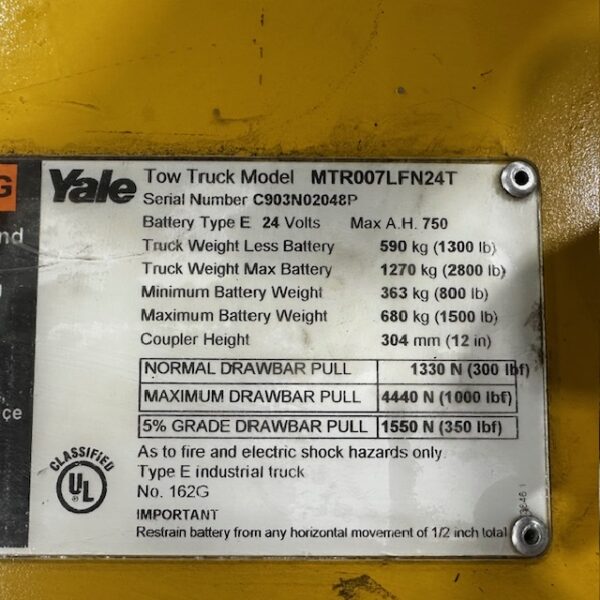 G
Yale
Tow Truck Model MTR007LFN24T
Serial Number C903N02048P
Battery Type E 24 Volts Max A.H. 750
Truck Weight Less Battery 590 kg (1300 lb)
Truck Weight Max Battery 1270 kg (2800 lb)
Minimum Battery Weight 363 kg (800 lb)
Maximum Battery Weight 680 kg (1500 lb)
Coupler Height 304 mm (12 in)
NORMAL DRAWBAR PULL 1330 N (300 lbf)
MAXIMUM DRAWBAR PULL 4440 N (1000 lbf)
5% GRADE DRAWBAR PULL 1550 N (350 lbf)
CLASSIFIED
UL
®
As to fire and electric shock hazards only.
Type E industrial truck
No. 162G
IMPORTANT
Restrain battery from any horizontal movement of 1/2 inch total